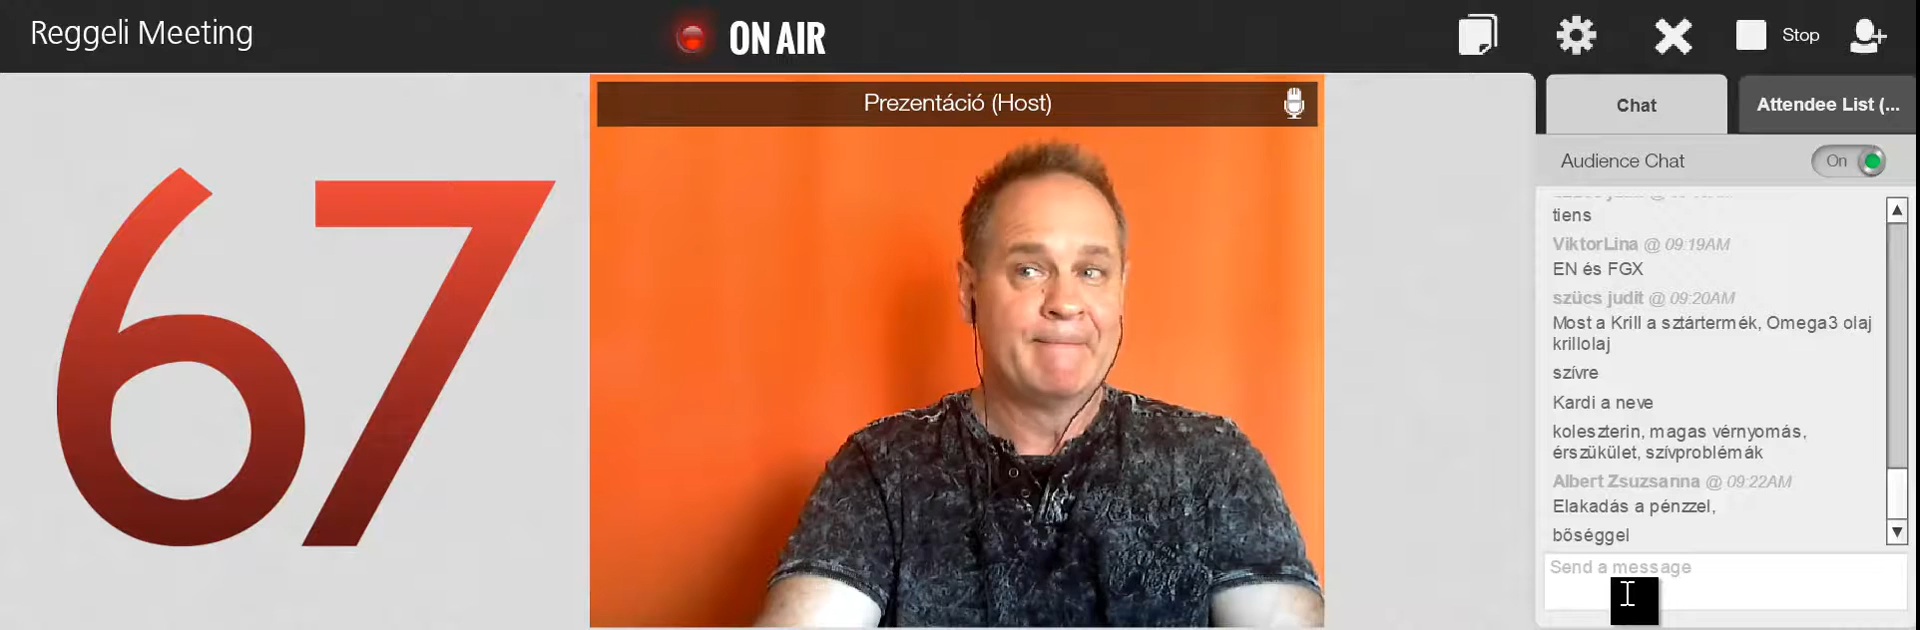 Reggeli Meeting
ON AIR
Stop
67
Prezentáció (Host)
Chat
Attendee List (...
Audience Chat
On
tiens
ViktorLina @ 09:19AM
EN és FGX
szücs judit @ 09:20AM
Most a Krill a sztártermék, Omega3 olaj
krillolaj
szívre
Kardi a neve
koleszterin, magas vérnyomás,
érszükület, szívproblémák
Albert Zsuzsanna @ 09:22AM
Elakadás a pénzzel,
bőséggel
Send a message